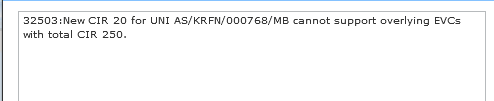 32503:New CIR 20 for UNI AS/KRFN/000768/MB cannot support overlying EVCs
with total CIR 250.